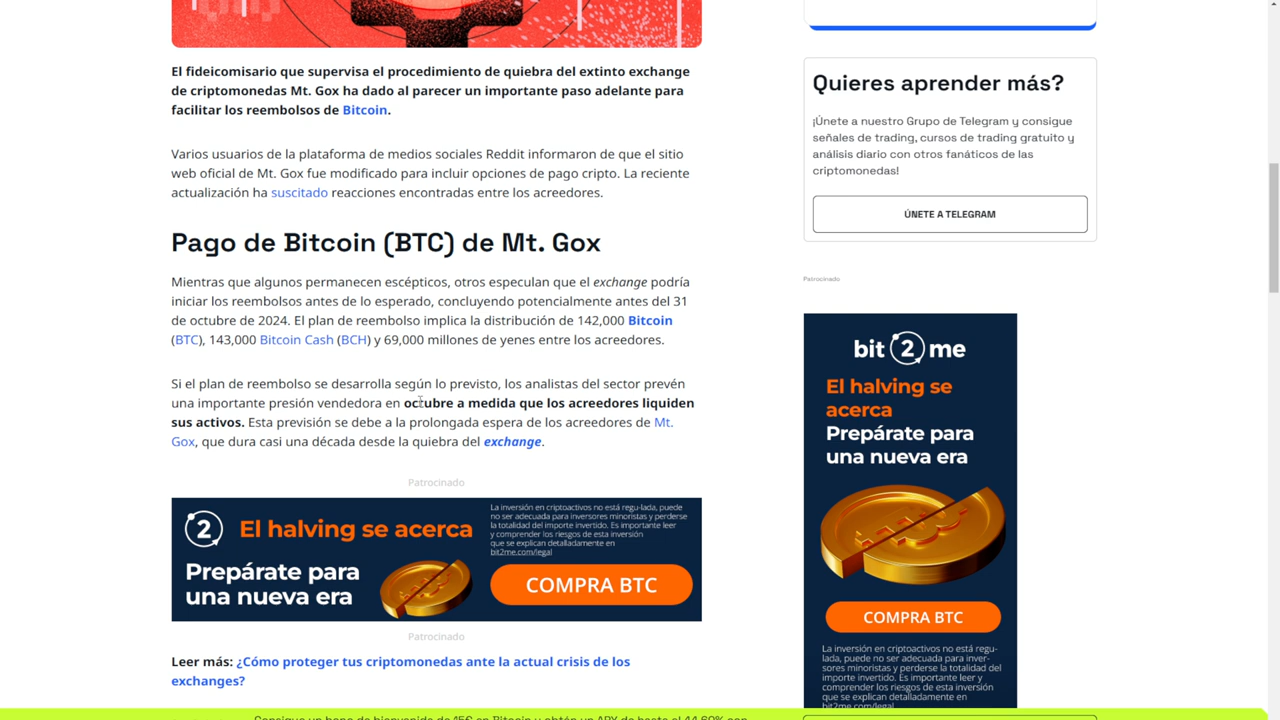 El fideicomisario que supervisa el procedimiento de quiebra del extinto exchange
de criptomonedas Mt. Gox ha dado al parecer un importante paso adelante para
facilitar los reembolsos de Bitcoin.
Varios usuarios de la plataforma de medios sociales Reddit informaron de que el sitio
web oficial de Mt. Gox fue modificado para incluir opciones de pago cripto. La reciente
actualización ha suscitado reacciones encontradas entre los acreedores.
Pago de Bitcoin (BTC) de Mt. Gox
Mientras que algunos permanecen escépticos, otros especulan que el exchange podría
iniciar los reembolsos antes de lo esperado, concluyendo potencialmente antes del 31
de octubre de 2024. El plan de reembolso implica la distribución de 142,000 Bitcoin
(BTC), 143,000 Bitcoin Cash (BCH) y 69,000 millones de yenes entre los acreedores.
Si el plan de reembolso se desarrolla según lo previsto, los analistas del sector prevén
una importante presión vendedora en octubre a medida que los acreedores liquiden
sus activos. Esta previsión se debe a la prolongada espera de los acreedores de Mt.
Gox, que dura casi una década desde la quiebra del exchange.
Patrocinado
2
El halving se acerca
Prepárate para
una nueva era
La inversión en criptoactivos no está regu-lada, puede
no ser adecuada para inversores minoristas y perderse
la totalidad del importe invertido. Es importante leer
y comprender los riesgos de esta inversión
que se explican detalladamente en
bit2me.com/legal
COMPRA BTC
Patrocinado
Leer más: ¿Cómo proteger tus criptomonedas ante la actual crisis de los
exchanges?
Quieres aprender más?
¡Únete a nuestro Grupo de Telegram y consigue
señales de trading, cursos de trading gratuito y
análisis diario con otros fanáticos de las
criptomonedas!
ÚNETE A TELEGRAM
Patrocinado
bit 2 me
El halving se
acerca
Prepárate para
una nueva era
COMPRA BTC
La inversión en criptoactivos no está regu-
lada, puede no ser adecuada para inver-
sores minoristas y perderse la totalidad del
importe invertido. Es importante leer y
comprender los riesgos de esta inversión
que se explican detalladamente en
bit2me.com/legal
Consigue un bono de bienvenida de 15€ en Bitcoin y obtén un APY de hasta el 44,69% con